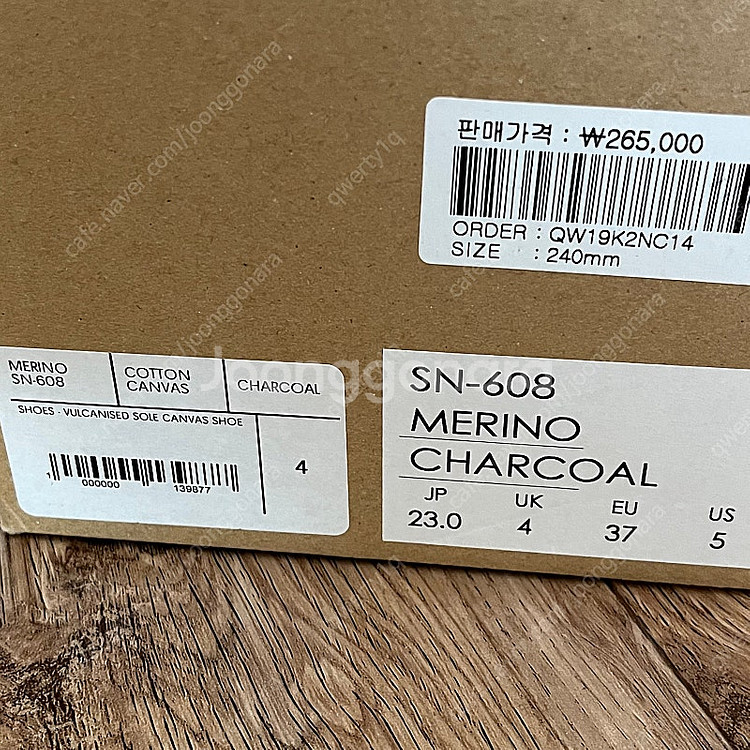 판매가격 : ₩265,000
ORDER : QW19K2NC14
SIZE : 240mm
MERINO
SN-608
COTTON
CANVAS
CHARCOAL
SHOES - VULCANISED SOLE CANVAS SHOE
000000 139877
4
SN-608
MERINO
CHARCOAL
JP UK EU US
23.0 4 37 5
Joonggonara
cafe.naver.com/joonggonara
qwerty1q